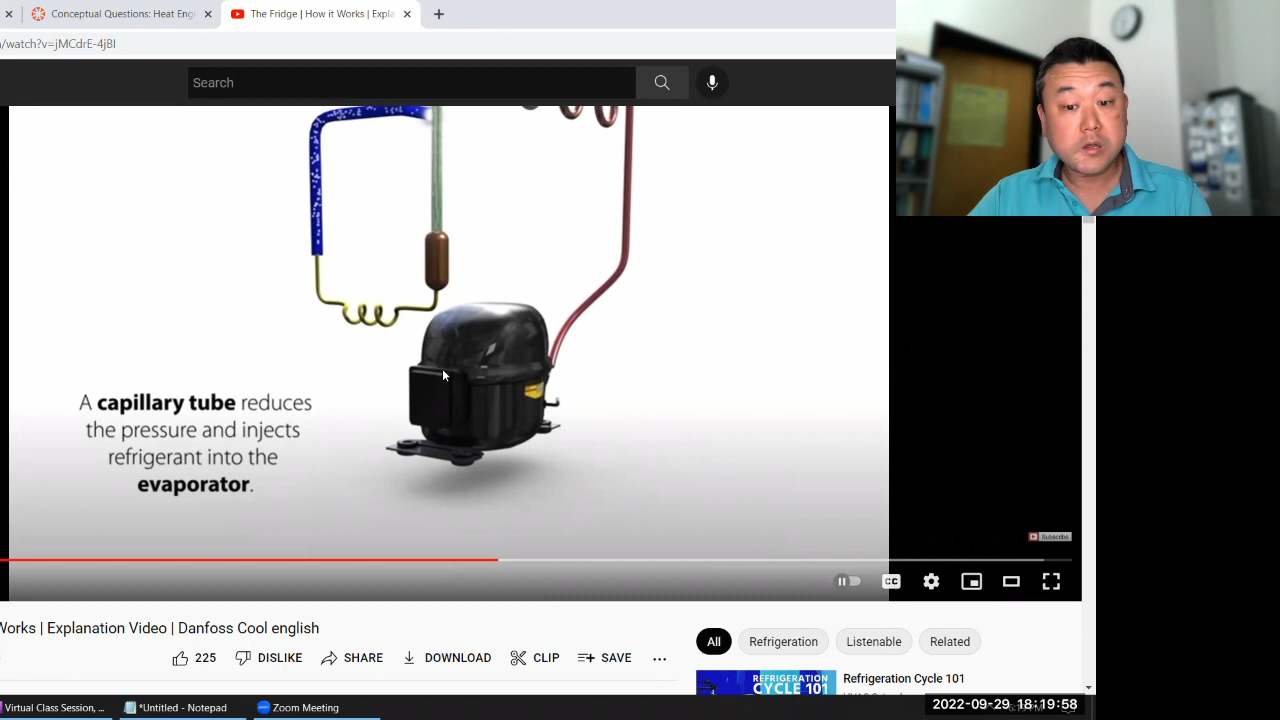 Conceptual Questions: Heat Eng
The Fridge | How it Works | Expla
/watch?v=jMCdrE-4jBI
Search
A capillary tube reduces
the pressure and injects
refrigerant into the
evaporator.
Subscribe
CC
Works | Explanation Video | Danfoss Cool english
225 DISLIKE SHARE DOWNLOAD CLIP SAVE
All Refrigeration Listenable Related
REFRIGERATION
CYCLE 101
Refrigeration Cycle 101
Virtual Class Session, ... *Untitled - Notepad Zoom Meeting
2022-09-29 18:19:58